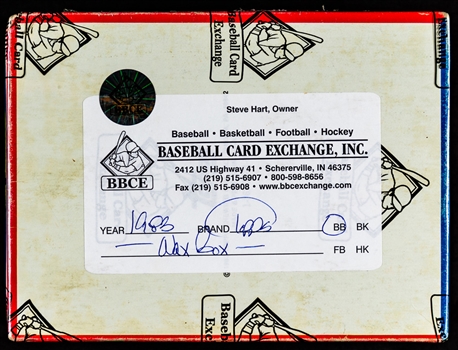 Baseball Card
Exchange
Steve Hart, Owner
Baseball • Basketball • Football • Hockey
BBCE
BASEBALL CARD EXCHANGE, INC.
2412 US Highway 41 • Schererville, IN 46375
(219) 515-6907 • 800-598-8656
Fax (219) 515-6908 • www.bbcexchange.com
YEAR 1983 BRAND Topps BB BK
Wax Box FB HK